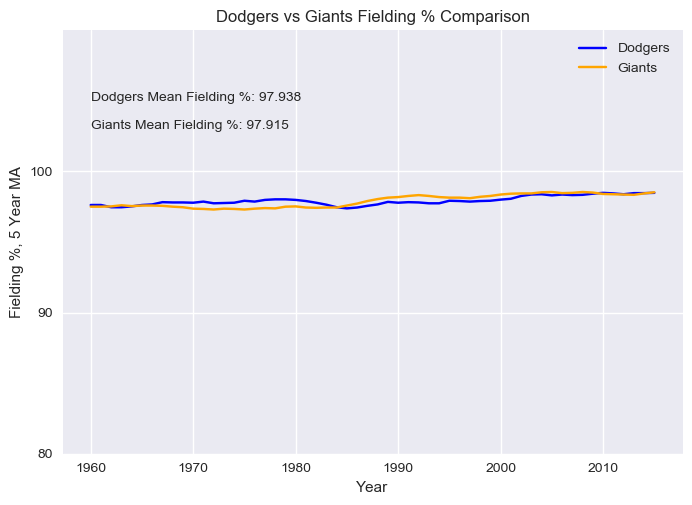 Dodgers vs Giants Fielding % Comparison
Dodgers
Giants
Dodgers Mean Fielding %: 97.938
Giants Mean Fielding %: 97.915
Fielding %, 5 Year MA
100
90
80
1960 1970 1980 1990 2000 2010
Year